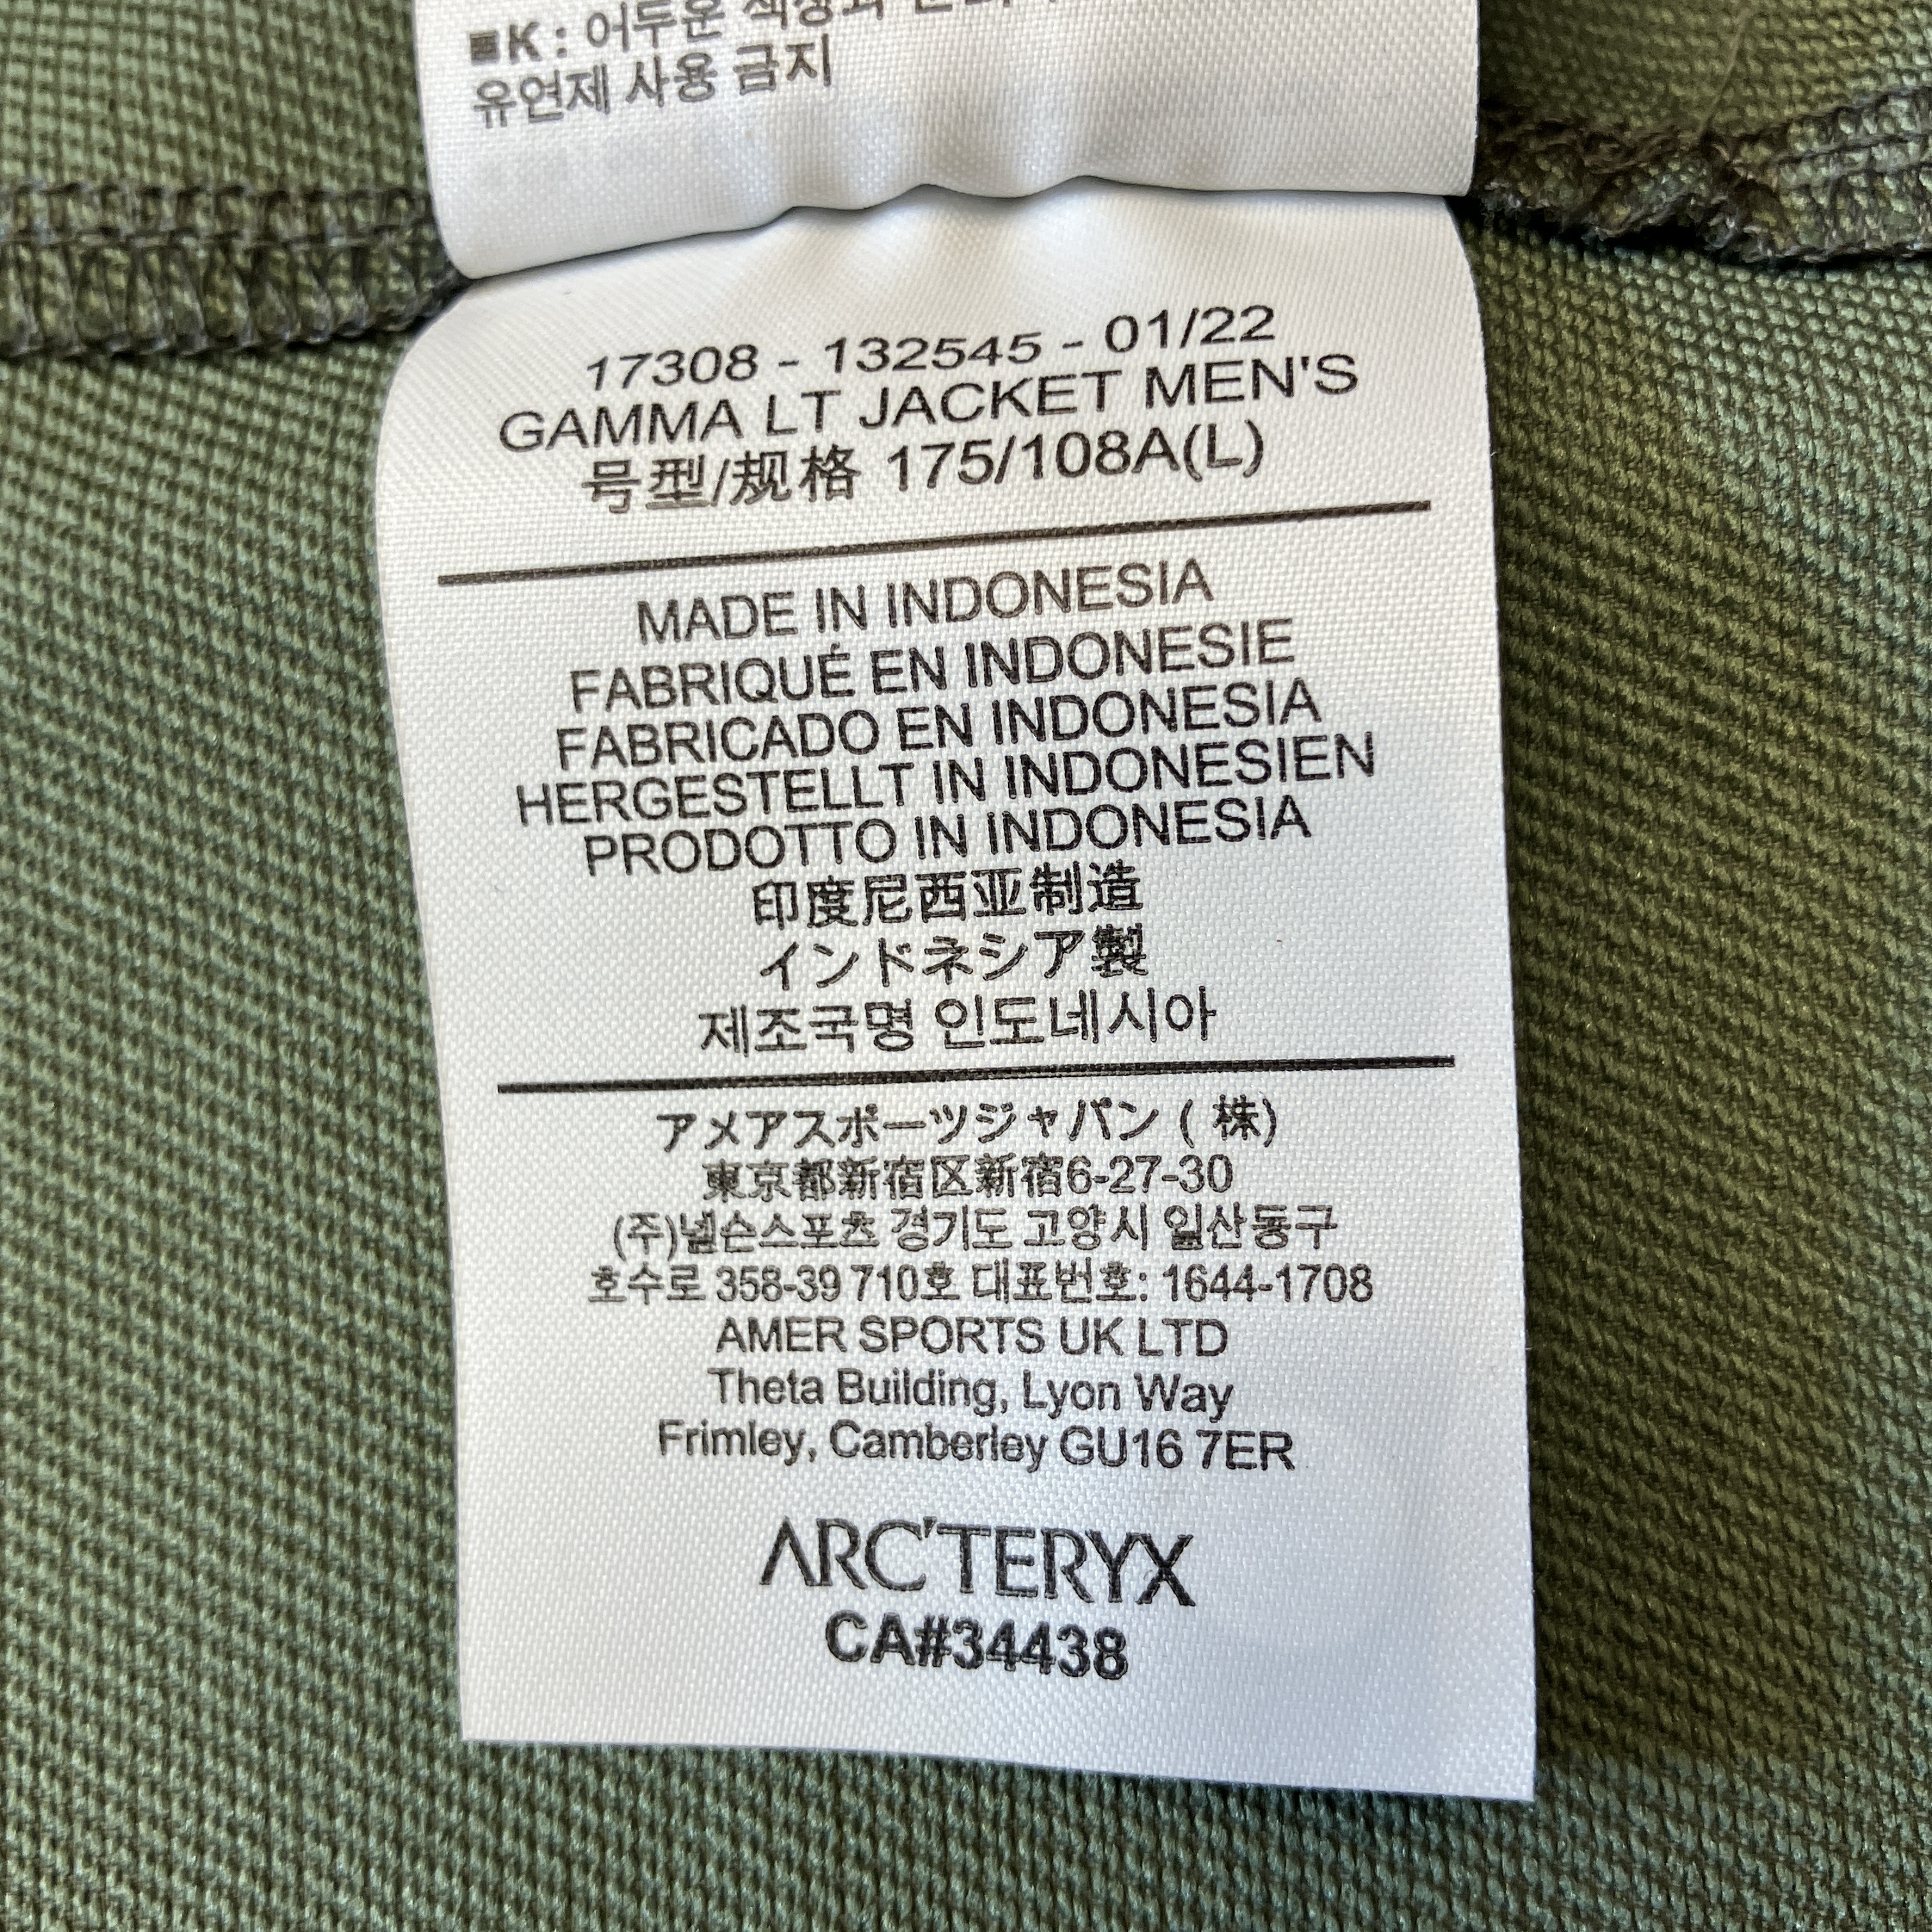 ■K : 어두운 색상과
유연제 사용 금지
17308 - 132545 - 01/22
GAMMA LT JACKET MEN'S
号型/规格 175/108A(L)
MADE IN INDONESIA
FABRIQUÉ EN INDONESIE
FABRICADO EN INDONESIA
HERGESTELLT IN INDONESIEN
PRODOTTO IN INDONESIA
印度尼西亚制造
インドネシア製
제조국명 인도네시아
アメアスポーツジャパン ( 株)
東京都新宿区新宿6-27-30
(주)넬슨스포츠 경기도 고양시 일산동구
호수로 358-39 710호 대표번호: 1644-1708
AMER SPORTS UK LTD
Theta Building, Lyon Way
Frimley, Camberley GU16 7ER
ARC'TERYX
CA#34438